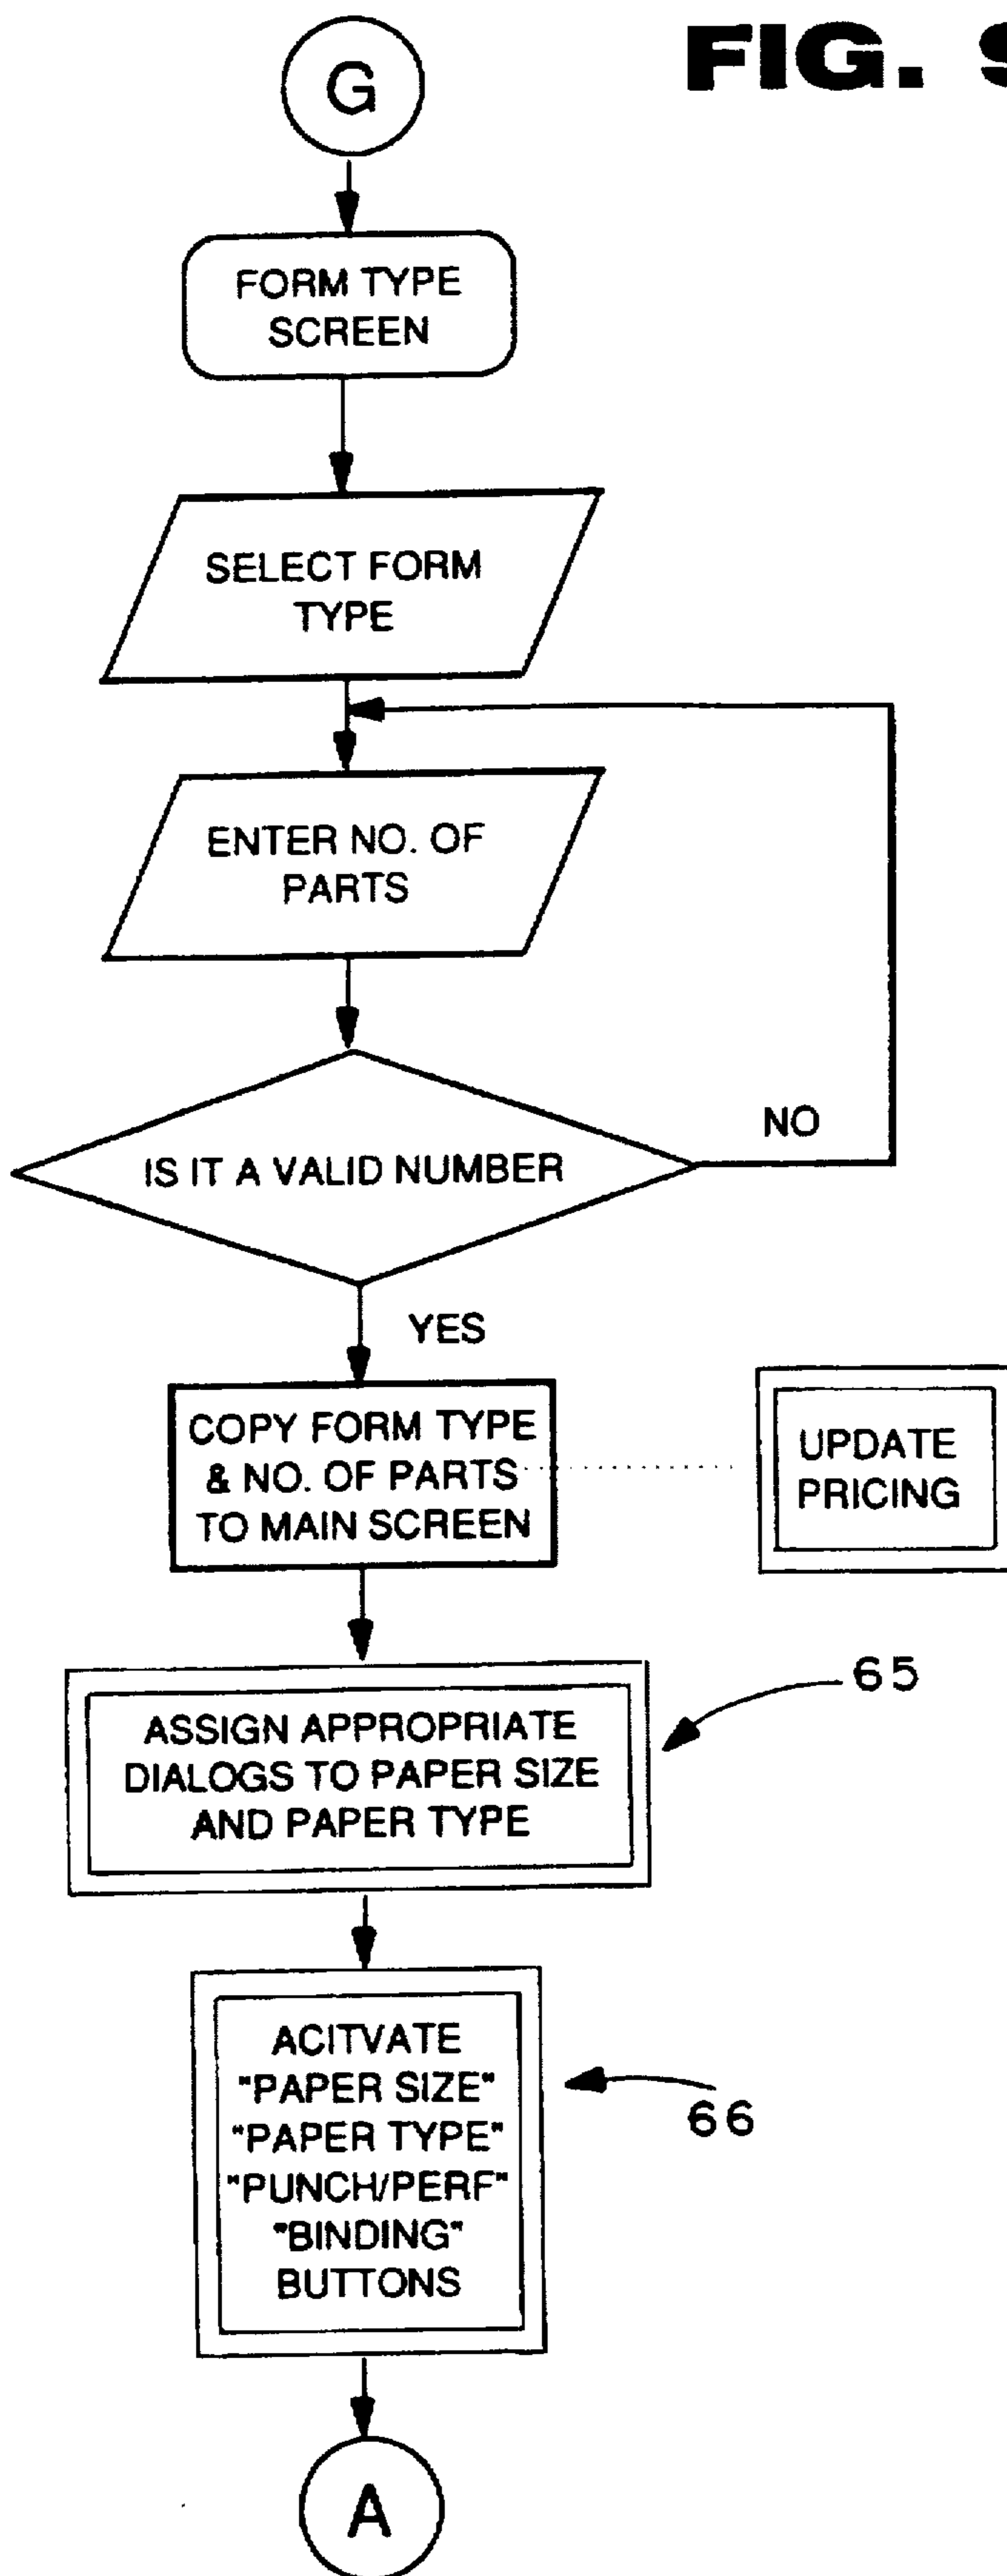 G
FIG.
FORM TYPE
SCREEN
SELECT FORM
TYPE
ENTER NO. OF
PARTS
IS IT A VALID NUMBER
NO
YES
COPY FORM TYPE
& NO. OF PARTS
TO MAIN SCREEN
UPDATE
PRICING
65
ASSIGN APPROPRIATE
DIALOGS TO PAPER SIZE
AND PAPER TYPE
ACITVATE
"PAPER SIZE"
"PAPER TYPE"
"PUNCH/PERF"
"BINDING"
BUTTONS
66
A